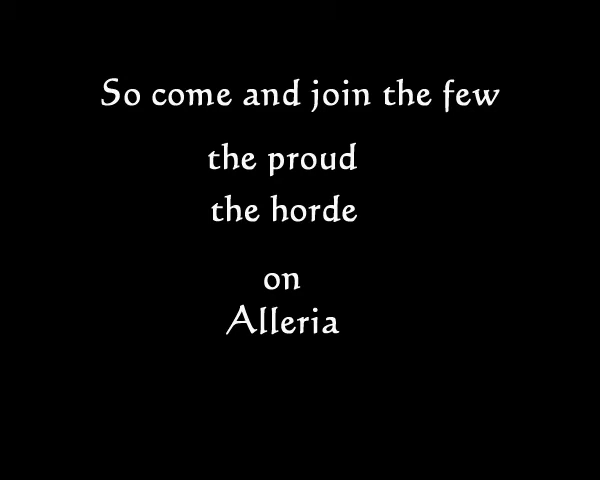 So come and join the few
the proud
the horde
on
Alleria